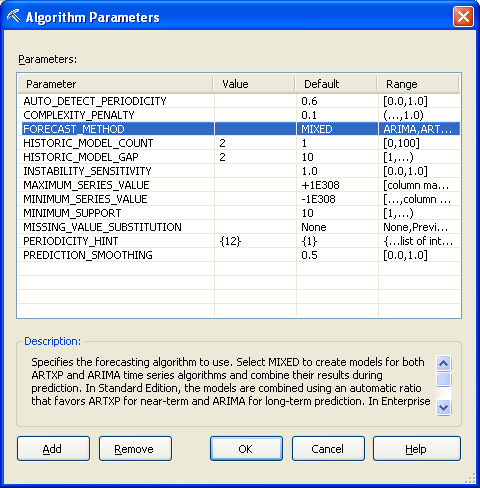 Algorithm Parameters
Parameters:
Parameter Value Default Range
AUTO_DETECT_PERIODICITY 0.6 [0.0,1.0]
COMPLEXITY_PENALTY 0.1 (...,1.0)
FORECAST_METHOD MIXED ARIMA,ART...
HISTORIC_MODEL_COUNT 2 1 [0,100]
HISTORIC_MODEL_GAP 2 10 [1,...)
INSTABILITY_SENSITIVITY 1.0 [0.0,1.0]
MAXIMUM_SERIES_VALUE +1E308 [column ma...
MINIMUM_SERIES_VALUE -1E308 [...,column ...
MINIMUM_SUPPORT 10 [1,...)
MISSING_VALUE_SUBSTITUTION None None,Previ...
PERIODICITY_HINT {12} {1} {...list of int...
PREDICTION_SMOOTHING 0.5 [0.0,1.0]
Description:
Specifies the forecasting algorithm to use. Select MIXED to create models for both
ARTXP and ARIMA time series algorithms and combine their results during
prediction. In Standard Edition, the models are combined using an automatic ratio
that favors ARTXP for near-term and ARIMA for long-term prediction. In Enterprise
Add Remove OK Cancel Help